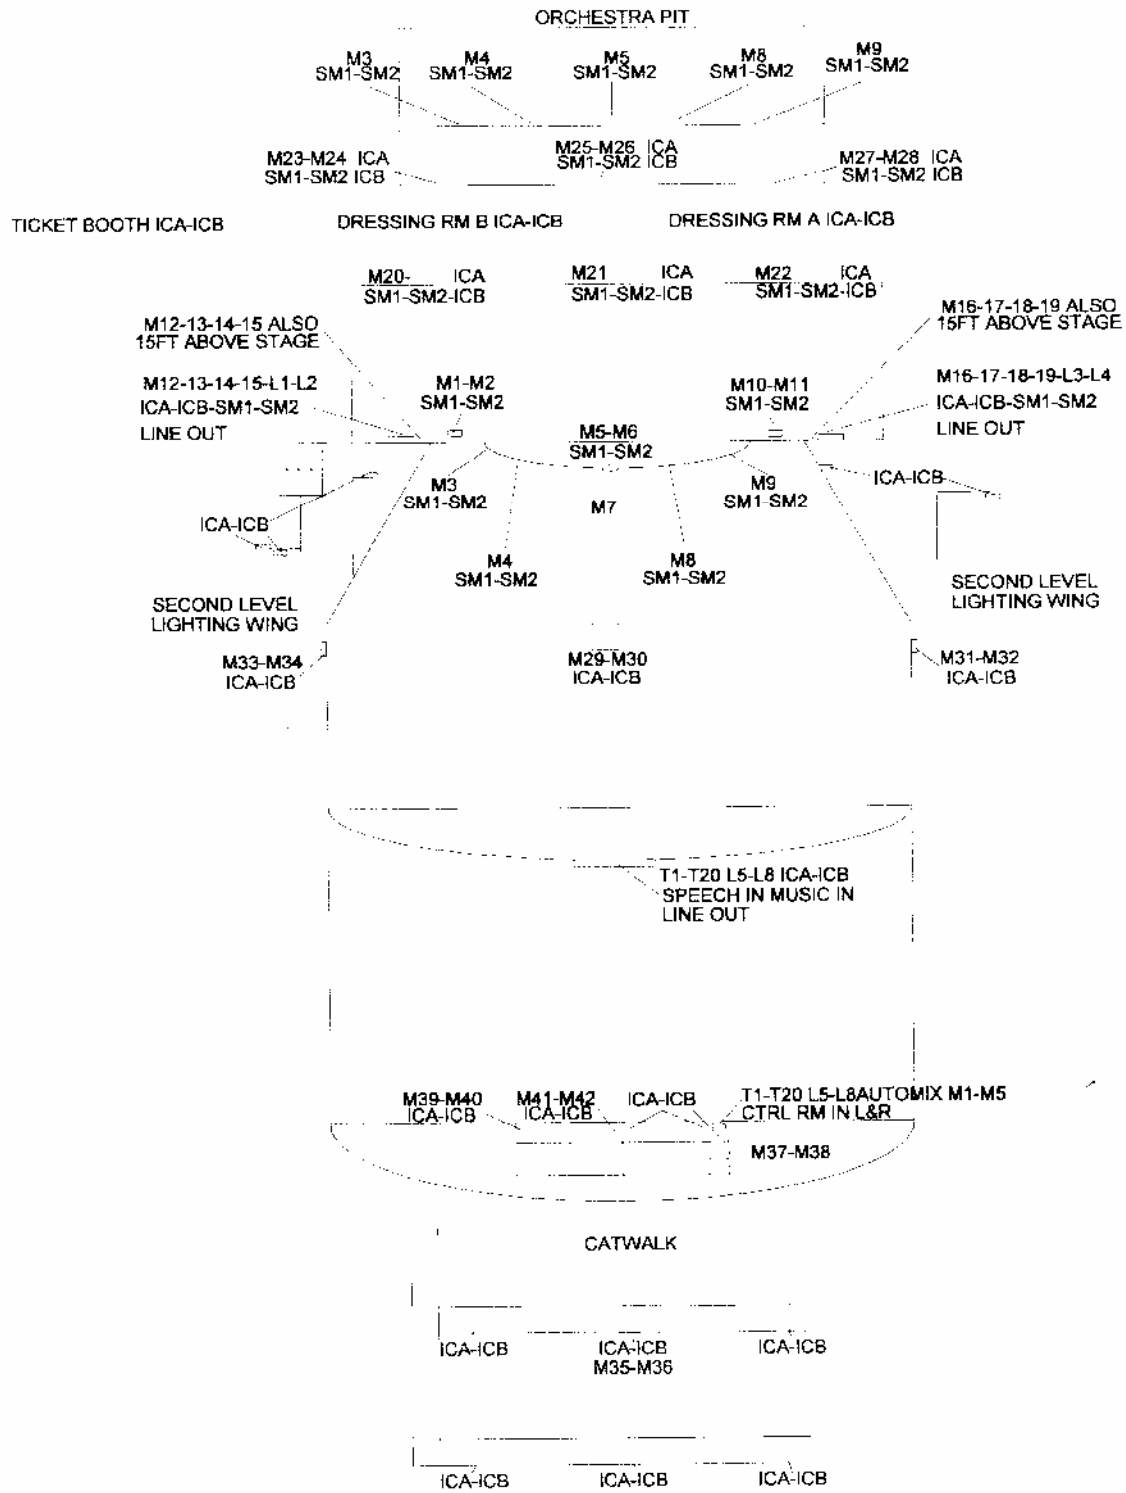 ORCHESTRA PIT
M3
SM1-SM2
M4
SM1-SM2
M5
SM1-SM2
M8
SM1-SM2
M9
SM1-SM2
M23-M24 ICA
SM1-SM2 ICB
M25-M26 ICA
SM1-SM2 ICB
M27-M28 ICA
SM1-SM2 ICB
TICKET BOOTH ICA-ICB
DRESSING RM B ICA-ICB
DRESSING RM A ICA-ICB
M20- ICA
SM1-SM2-ICB
M21 ICA
SM1-SM2-ICB
M22 ICA
SM1-SM2-ICB
M12-13-14-15 ALSO
15FT ABOVE STAGE
M16-17-18-19 ALSO
15FT ABOVE STAGE
M12-13-14-15-L1-L2
ICA-ICB-SM1-SM2
LINE OUT
M1-M2
SM1-SM2
M5-M6
SM1-SM2
M10-M11
SM1-SM2
M16-17-18-19-L3-L4
ICA-ICB-SM1-SM2
LINE OUT
M3
SM1-SM2
M7
M9
SM1-SM2
ICA-ICB
ICA-ICB
M4
SM1-SM2
M8
SM1-SM2
SECOND LEVEL
LIGHTING WING
SECOND LEVEL
LIGHTING WING
M33-M34
ICA-ICB
M29-M30
ICA-ICB
M31-M32
ICA-ICB
T1-T20 L5-L8 ICA-ICB
SPEECH IN MUSIC IN
LINE OUT
M39-M40
ICA-ICB
M41-M42
ICA-ICB
ICA-ICB
T1-T20 L5-L8AUTOMIX M1-M5
CTRL RM IN L&R
M37-M38
CATWALK
ICA-ICB
ICA-ICB
M35-M36
ICA-ICB
ICA-ICB
ICA-ICB
ICA-ICB